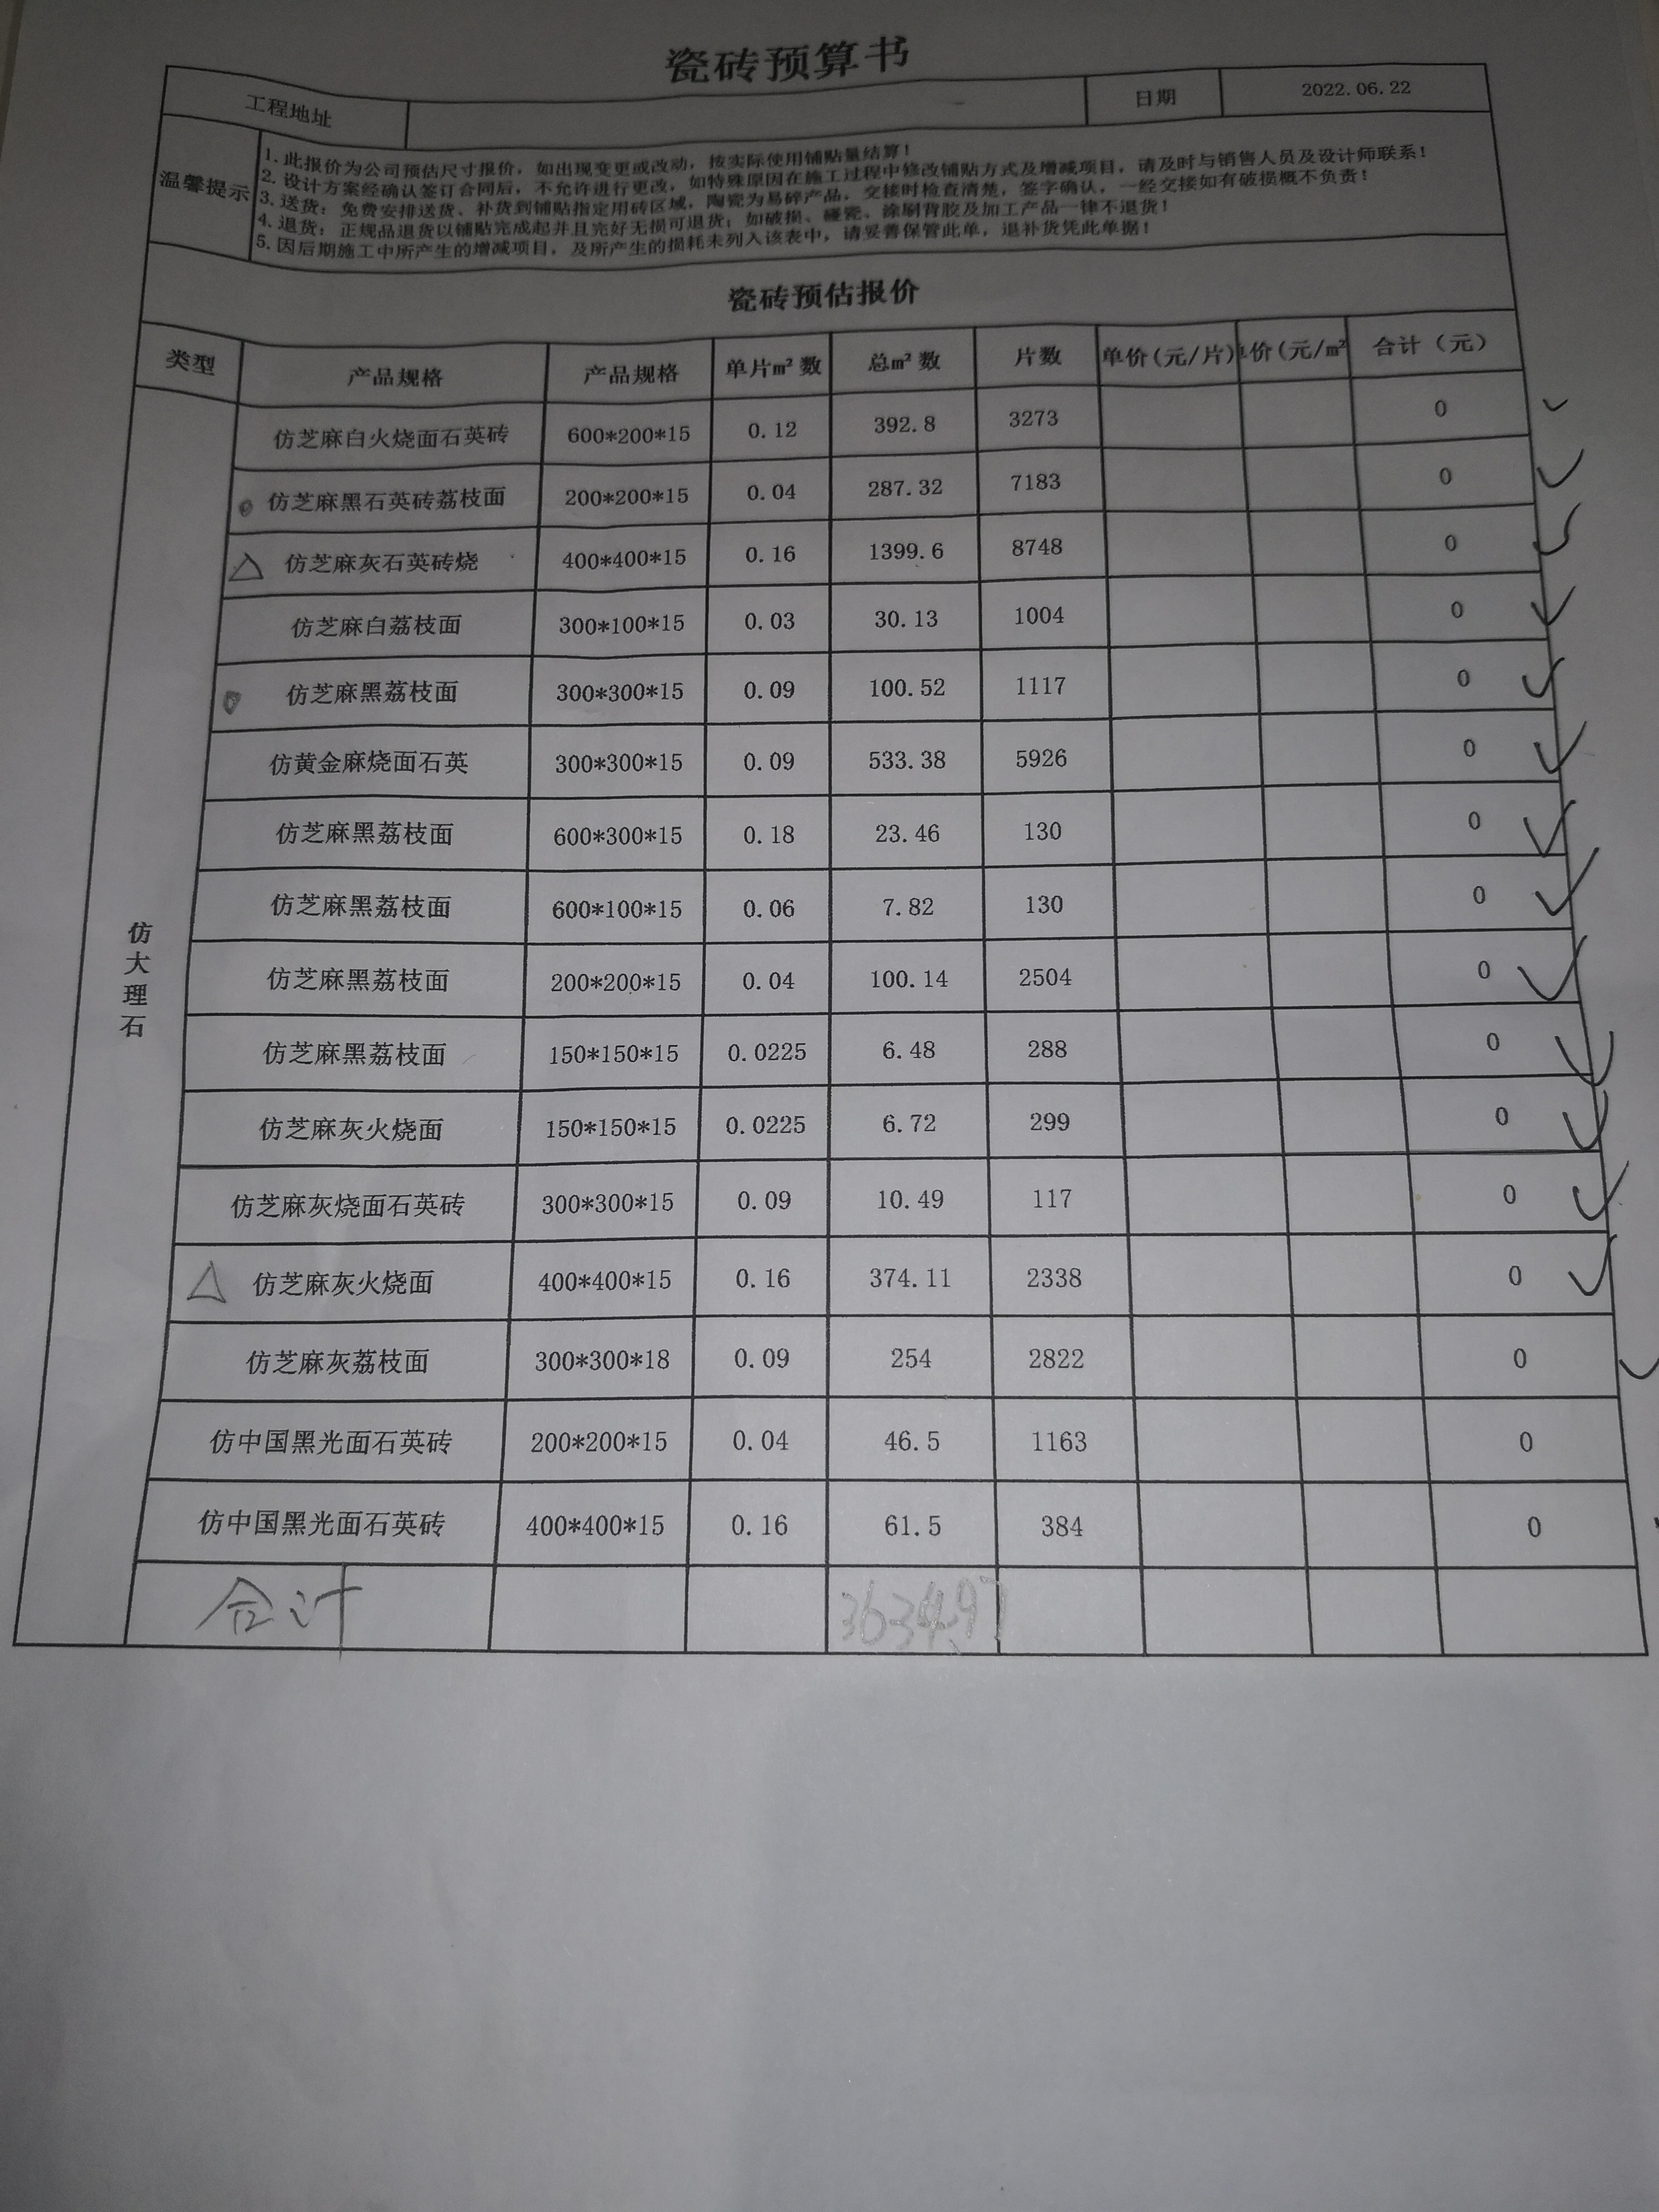 瓷砖预算书
工程地址 日期 2022.06.22
温馨提示
1. 此报价为公司预估尺寸报价，如出现变更或改动，按实际使用铺贴量结算！
2. 设计方案经确认签订合同后，不允许进行更改，如特殊原因在施工过程中修改铺贴方式及增减项目，请及时与销售人员及设计师联系！
3. 送货：免费安排送货、补货到铺贴指定用砖区域，陶瓷为易碎产品，交接时检查清楚，签字确认，一经交接如有破损概不负责！
4. 退货：正规品退货以铺贴完成起并且完好无损可退货；如破损、碰瓷、涂刷背胶及加工产品一律不退货！
5. 因后期施工中所产生的增减项目，及所产生的损耗未列入该表中，请妥善保管此单，退补货凭此单据！
瓷砖预估报价
类型 产品规格 产品规格 单片m²数 总m²数 片数 单价(元/片) 价(元/m² 合计（元）
仿大理石
仿芝麻白火烧面石英砖 600*200*15 0.12 392.8 3273 0
仿芝麻黑石英砖荔枝面 200*200*15 0.04 287.32 7183 0
仿芝麻灰石英砖烧 400*400*15 0.16 1399.6 8748 0
仿芝麻白荔枝面 300*100*15 0.03 30.13 1004 0
仿芝麻黑荔枝面 300*300*15 0.09 100.52 1117 0
仿黄金麻烧面石英 300*300*15 0.09 533.38 5926 0
仿芝麻黑荔枝面 600*300*15 0.18 23.46 130 0
仿芝麻黑荔枝面 600*100*15 0.06 7.82 130 0
仿芝麻黑荔枝面 200*200*15 0.04 100.14 2504 0
仿芝麻黑荔枝面 150*150*15 0.0225 6.48 288 0
仿芝麻灰火烧面 150*150*15 0.0225 6.72 299 0
仿芝麻灰烧面石英砖 300*300*15 0.09 10.49 117 0
仿芝麻灰火烧面 400*400*15 0.16 374.11 2338 0
仿芝麻灰荔枝面 300*300*18 0.09 254 2822 0
仿中国黑光面石英砖 200*200*15 0.04 46.5 1163 0
仿中国黑光面石英砖 400*400*15 0.16 61.5 384 0
合计 3634.97